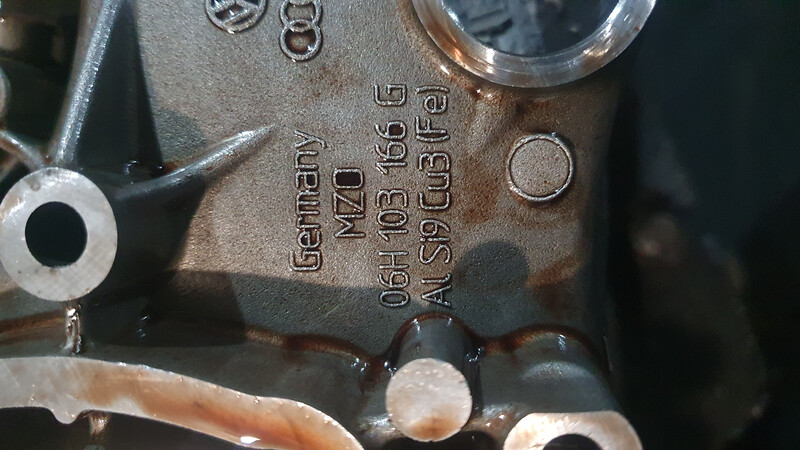 Germany
MZO
06H 103 166 G
Al Si9 Cu3 (Fe)